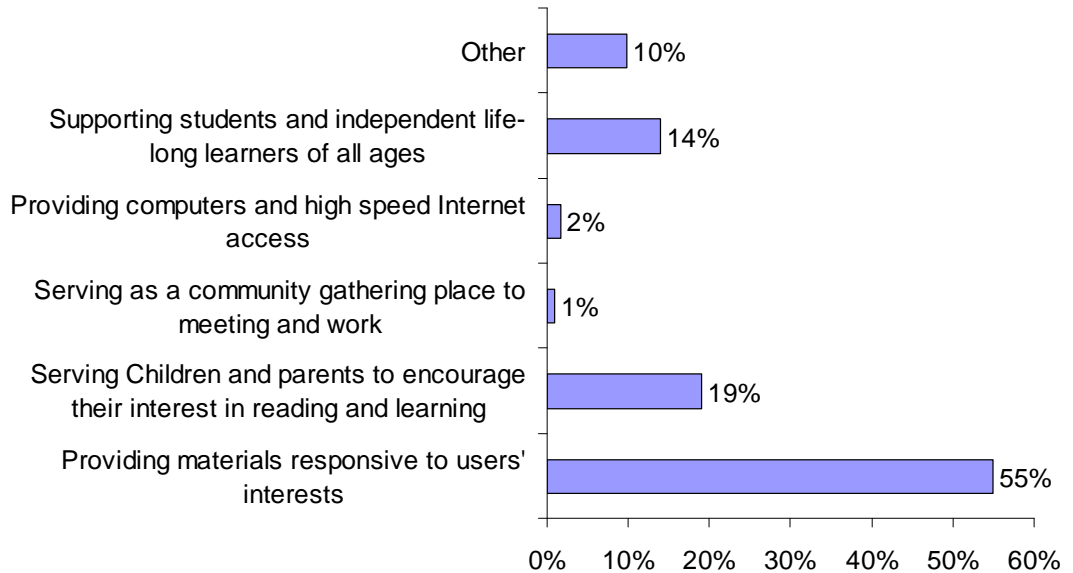 Other
10%
Supporting students and independent life-
long learners of all ages
14%
Providing computers and high speed Internet
access
2%
Serving as a community gathering place to
meeting and work
1%
Serving Children and parents to encourage
their interest in reading and learning
19%
Providing materials responsive to users'
interests
55%
0% 10% 20% 30% 40% 50% 60%